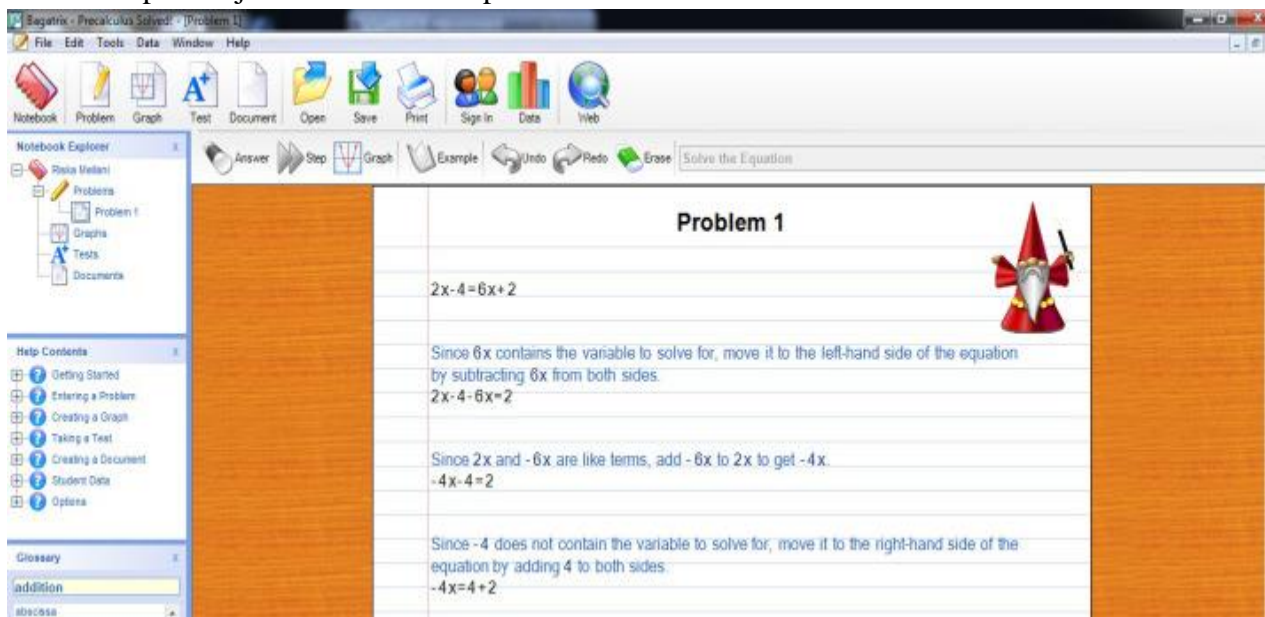 Bagatrix - Precalculus Solved! - [Problem 1]
File Edit Tools Data Window Help
Notebook Problem Graph Test Document Open Save Print Sign In Data Web
Notebook Explorer x
Answer Step Graph Example Undo Redo Erase Solve the Equation
Problems
Problem 1
Graphs
Tests
Documents
Help Contents x
Getting Started
Entering a Problem
Creating a Graph
Taking a Test
Creating a Document
Student Data
Options
Glossary x
addition
abscissa
Problem 1
2x-4=6x+2
Since 6x contains the variable to solve for, move it to the left-hand side of the equation
by subtracting 6x from both sides.
2x-4-6x=2
Since 2x and -6x are like terms, add -6x to 2x to get -4x.
-4x-4=2
Since -4 does not contain the variable to solve for, move it to the right-hand side of the
equation by adding 4 to both sides.
-4x=4+2